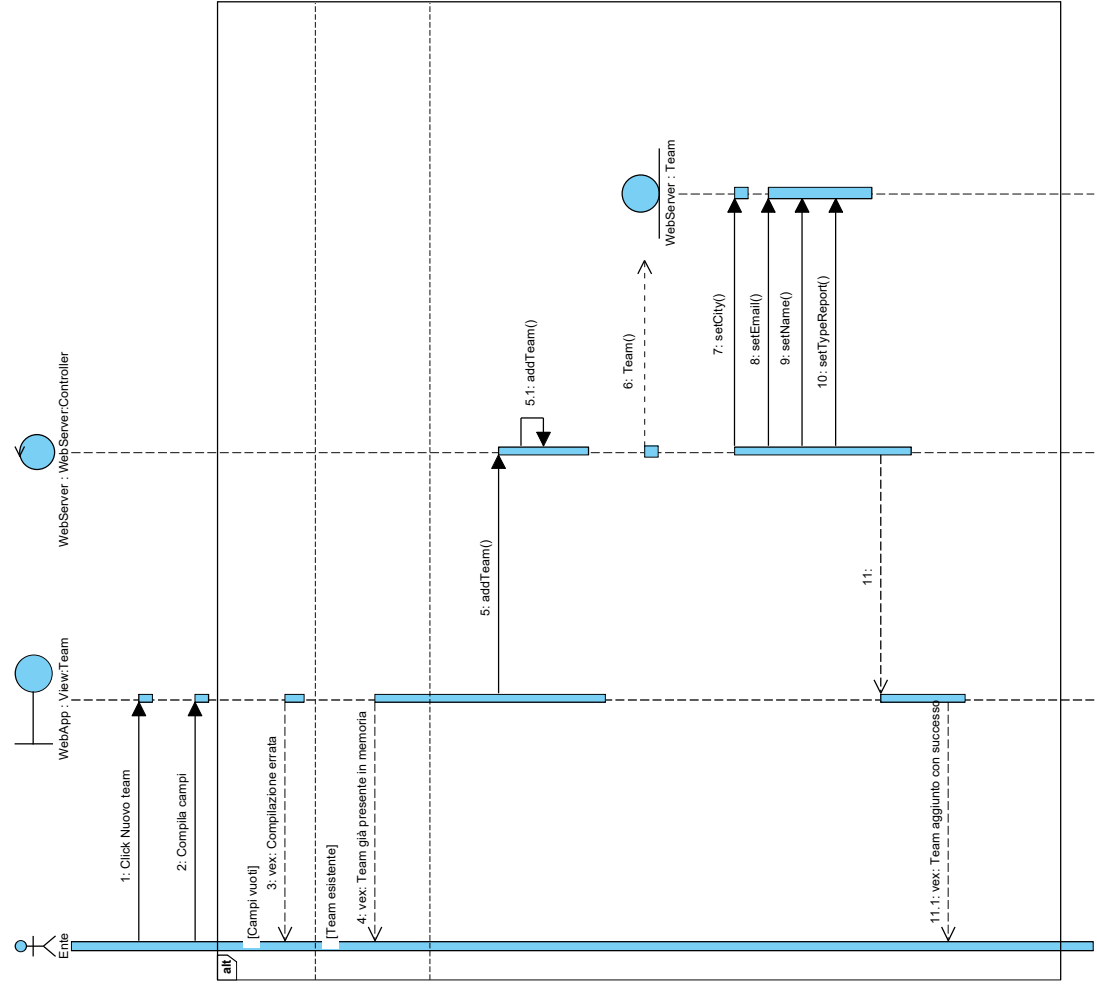 Ente
WebApp : View:Team
WebServer : WebServer:Controller
1: Click Nuovo team
2: Compila campi
alt
[Campi vuoti]
3: vex: Compilazione errata
[Team esistente]
4: vex: Team già presente in memoria
5: addTeam()
5.1: addTeam()
6: Team()
WebServer : Team
7: setCity()
8: setEmail()
9: setName()
10: setTypeReport()
11:
11.1: vex: Team aggiunto con successo